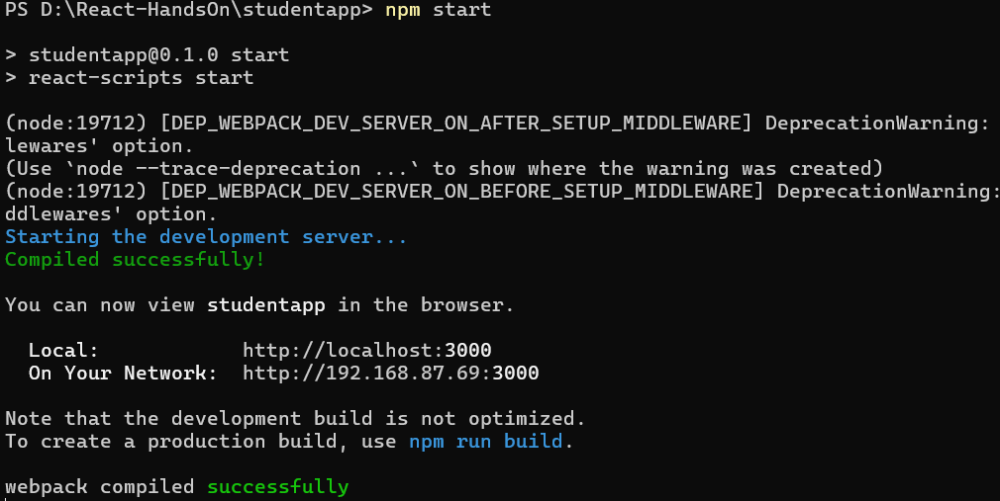 PS D:\React-HandsOn\studentapp> npm start
> studentapp@0.1.0 start
> react-scripts start
(node:19712) [DEP_WEBPACK_DEV_SERVER_ON_AFTER_SETUP_MIDDLEWARE] DeprecationWarning:
lewares' option.
(Use `node --trace-deprecation ...` to show where the warning was created)
(node:19712) [DEP_WEBPACK_DEV_SERVER_ON_BEFORE_SETUP_MIDDLEWARE] DeprecationWarning:
ddlewares' option.
Starting the development server...
Compiled successfully!
You can now view studentapp in the browser.
Local: http://localhost:3000
On Your Network: http://192.168.87.69:3000
Note that the development build is not optimized.
To create a production build, use npm run build.
webpack compiled successfully